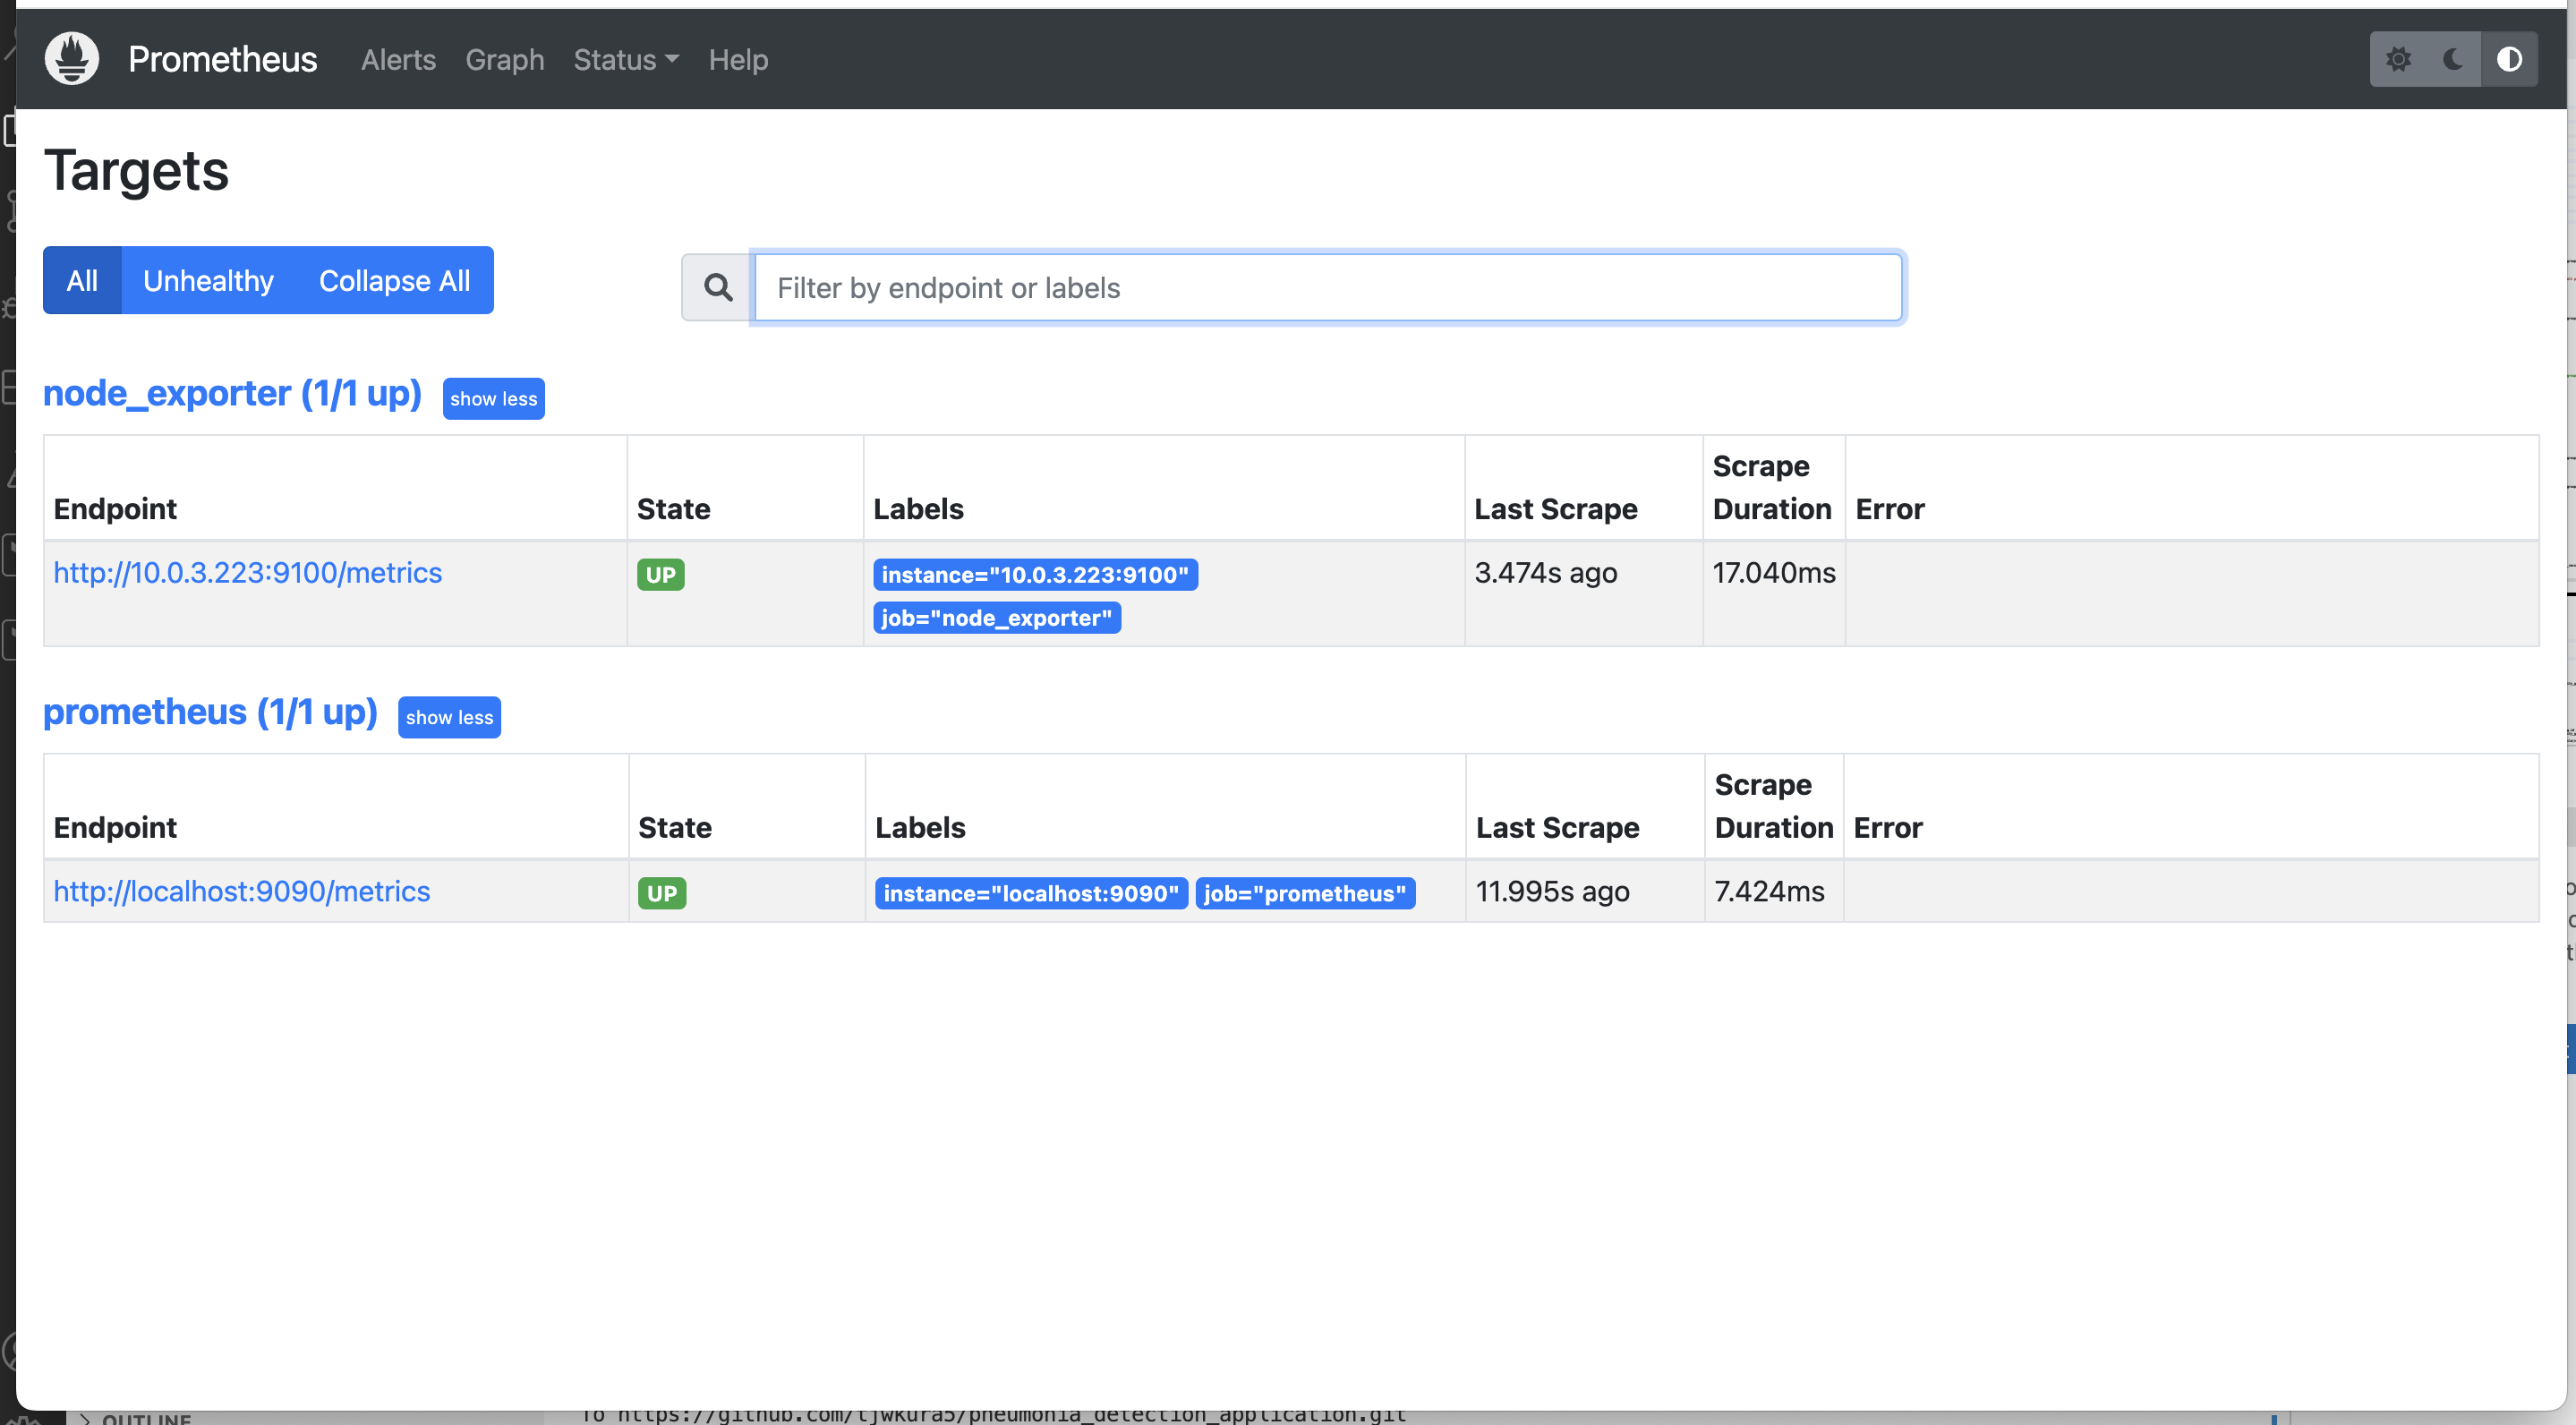 Prometheus Alerts Graph Status Help
Targets
All Unhealthy Collapse All
Filter by endpoint or labels
node_exporter (1/1 up) show less
Endpoint State Labels Last Scrape Scrape Duration Error
http://10.0.3.223:9100/metrics UP instance="10.0.3.223:9100" 3.474s ago 17.040ms
job="node_exporter"
prometheus (1/1 up) show less
Endpoint State Labels Last Scrape Scrape Duration Error
http://localhost:9090/metrics UP instance="localhost:9090" job="prometheus" 11.995s ago 7.424ms
OUTLINE
To https://github.com/tjwkura5/pneumonia_detection_application.git